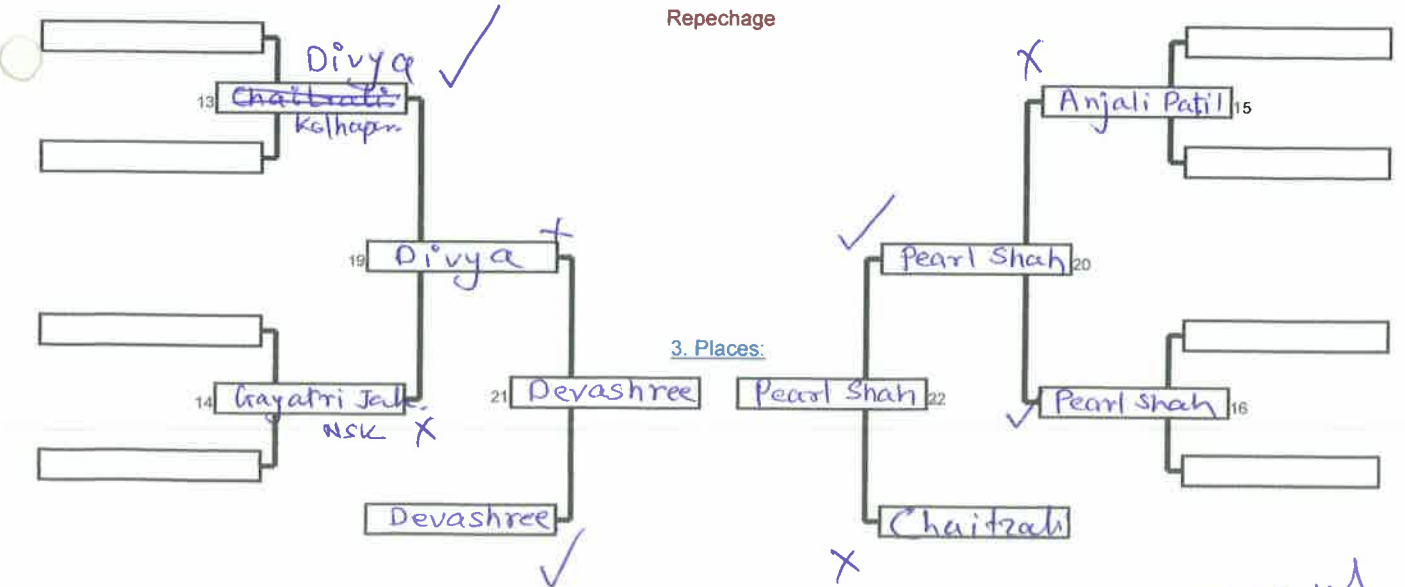 Repechage
Divya
13 Chaitrali
Kolhapur
Anjali Patil 15
19 Divya
Pearl Shah 20
3. Places:
14 Gayatri Jah.
NSK
21 Devashree
Pearl Shah 22
Pearl Shah 16
Devashree
Chaitrali